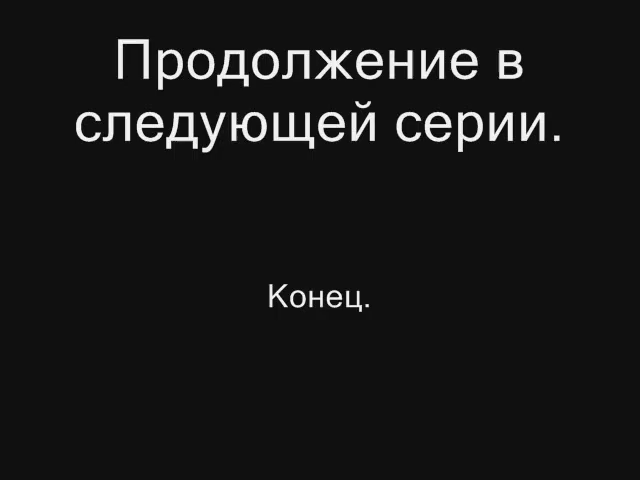 Продолжение в
следующей серии.
Конец.